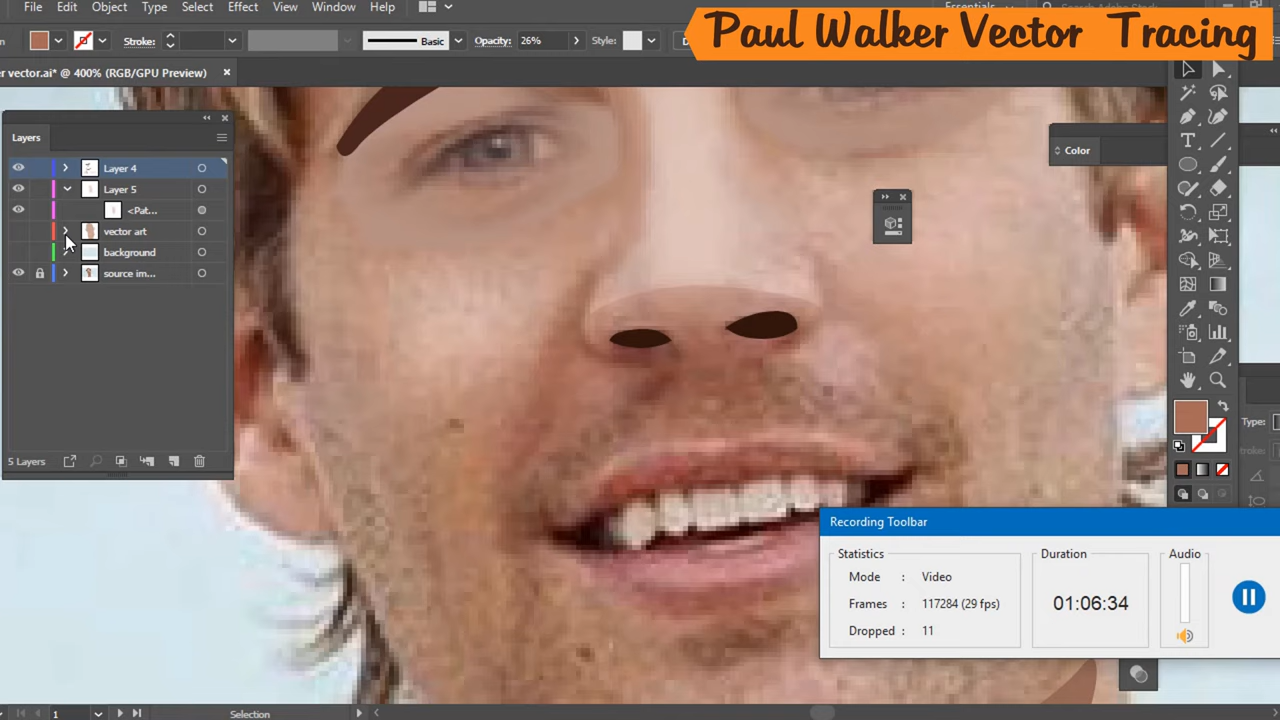 File Edit Object Type Select Effect View Window Help
Essentials
Paul Walker Vector Tracing
Stroke:
Basic
Opacity: 26%
Style:
r vector.ai* @ 400% (RGB/GPU Preview)
Layers
Layer 4
Layer 5
<Pat...
vector art
background
source im...
5 Layers
Color
Type:
Recording Toolbar
Statistics
Mode : Video
Frames : 117284 (29 fps)
Dropped : 11
Duration
01:06:34
Audio
1
Selection